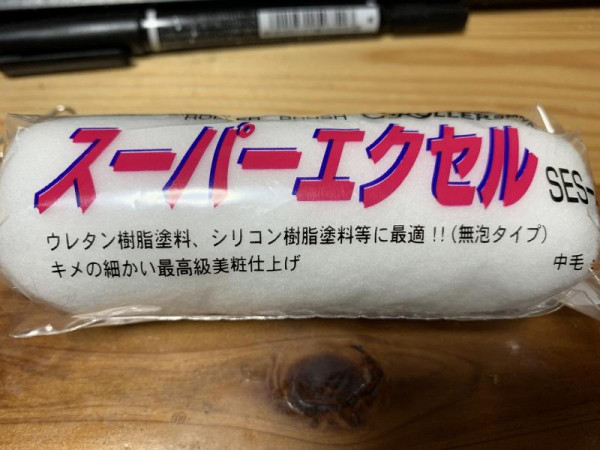 ROLLER BRUSH
スーパーエクセル
SES-
ウレタン樹脂塗料、シリコン樹脂塗料等に最適!!(無泡タイプ)
キメの細かい最高級美粧仕上げ
中毛